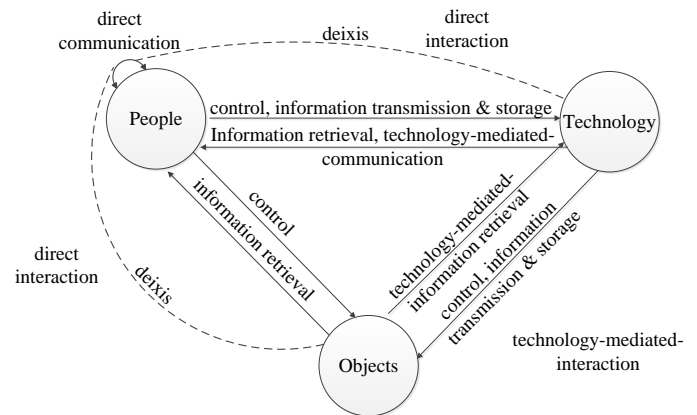 direct
communication
deixis
direct
interaction
People
control, information transmission & storage
Technology
Information retrieval, technology-mediated-
communication
control
information retrieval
technology-mediated-
information retrieval
control, information
transmission & storage
direct
interaction
deixis
Objects
technology-mediated-
interaction